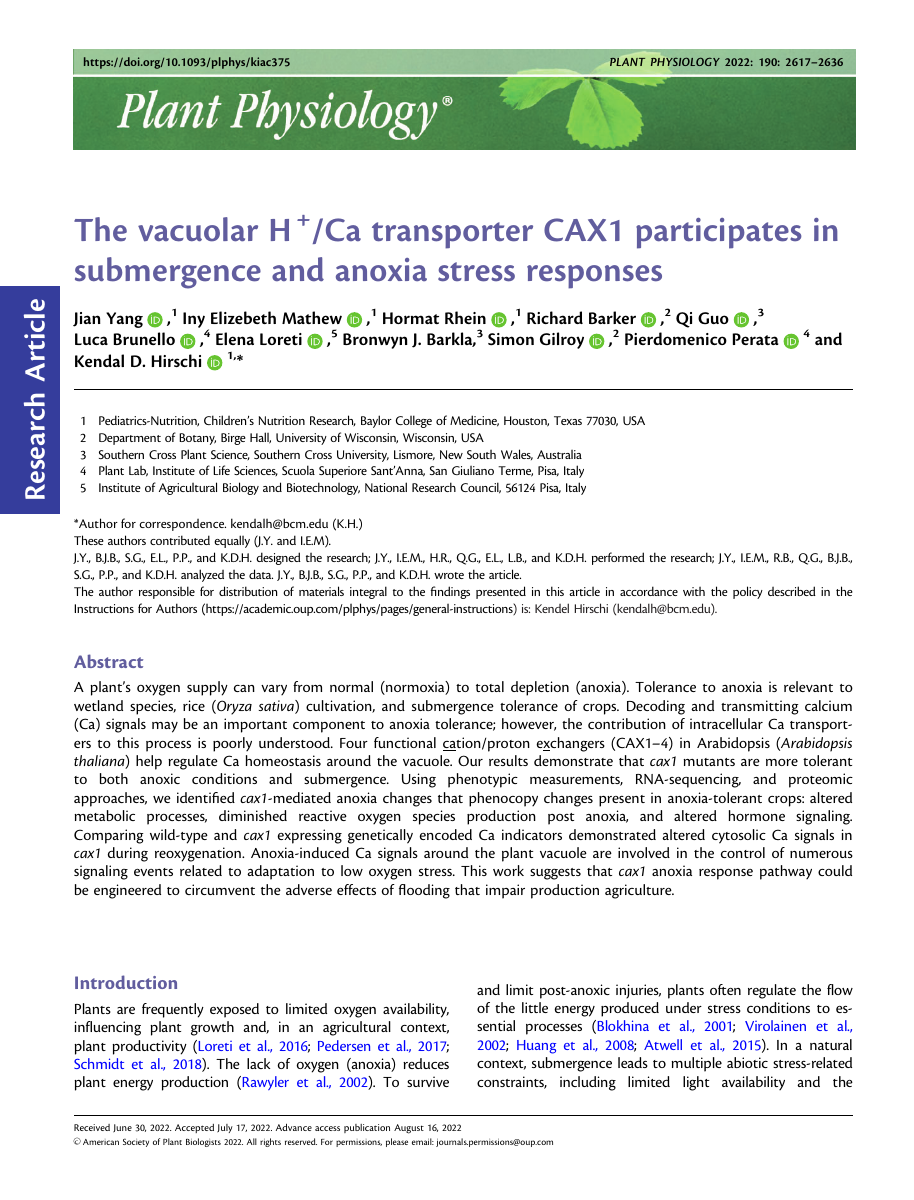 https://doi.org/10.1093/plphys/kiac375
PLANT PHYSIOLOGY 2022: 190: 2617–2636
Plant Physiology®
Research Article
The vacuolar H+/Ca transporter CAX1 participates in
submergence and anoxia stress responses
Jian Yang iD ,1 Iny Elizebeth Mathew iD ,1 Hormat Rhein iD ,1 Richard Barker iD ,2 Qi Guo iD ,3
Luca Brunello iD ,4 Elena Loreti iD ,5 Bronwyn J. Barkla,3 Simon Gilroy iD ,2 Pierdomenico Perata iD 4 and
Kendal D. Hirschi iD 1,*
1 Pediatrics-Nutrition, Children’s Nutrition Research, Baylor College of Medicine, Houston, Texas 77030, USA
2 Department of Botany, Birge Hall, University of Wisconsin, Wisconsin, USA
3 Southern Cross Plant Science, Southern Cross University, Lismore, New South Wales, Australia
4 Plant Lab, Institute of Life Sciences, Scuola Superiore Sant’Anna, San Giuliano Terme, Pisa, Italy
5 Institute of Agricultural Biology and Biotechnology, National Research Council, 56124 Pisa, Italy
*Author for correspondence. kendalh@bcm.edu (K.H.)
These authors contributed equally (J.Y. and I.E.M).
J.Y., B.J.B., S.G., E.L., P.P., and K.D.H. designed the research; J.Y., I.E.M., H.R., Q.G., E.L., L.B., and K.D.H. performed the research; J.Y., I.E.M., R.B., Q.G., B.J.B.,
S.G., P.P., and K.D.H. analyzed the data. J.Y., B.J.B., S.G., P.P., and K.D.H. wrote the article.
The author responsible for distribution of materials integral to the findings presented in this article in accordance with the policy described in the
Instructions for Authors (https://academic.oup.com/plphys/pages/general-instructions) is: Kendel Hirschi (kendalh@bcm.edu).
Abstract
A plant’s oxygen supply can vary from normal (normoxia) to total depletion (anoxia). Tolerance to anoxia is relevant to
wetland species, rice (Oryza sativa) cultivation, and submergence tolerance of crops. Decoding and transmitting calcium
(Ca) signals may be an important component to anoxia tolerance; however, the contribution of intracellular Ca transport-
ers to this process is poorly understood. Four functional cation/proton exchangers (CAX1–4) in Arabidopsis (Arabidopsis
thaliana) help regulate Ca homeostasis around the vacuole. Our results demonstrate that cax1 mutants are more tolerant
to both anoxic conditions and submergence. Using phenotypic measurements, RNA-sequencing, and proteomic
approaches, we identified cax1-mediated anoxia changes that phenocopy changes present in anoxia-tolerant crops: altered
metabolic processes, diminished reactive oxygen species production post anoxia, and altered hormone signaling.
Comparing wild-type and cax1 expressing genetically encoded Ca indicators demonstrated altered cytosolic Ca signals in
cax1 during reoxygenation. Anoxia-induced Ca signals around the plant vacuole are involved in the control of numerous
signaling events related to adaptation to low oxygen stress. This work suggests that cax1 anoxia response pathway could
be engineered to circumvent the adverse effects of flooding that impair production agriculture.
Introduction
Plants are frequently exposed to limited oxygen availability,
influencing plant growth and, in an agricultural context,
plant productivity (Loreti et al., 2016; Pedersen et al., 2017;
Schmidt et al., 2018). The lack of oxygen (anoxia) reduces
plant energy production (Rawyler et al., 2002). To survive
and limit post-anoxic injuries, plants often regulate the flow
of the little energy produced under stress conditions to es-
sential processes (Blokhina et al., 2001; Virolainen et al.,
2002; Huang et al., 2008; Atwell et al., 2015). In a natural
context, submergence leads to multiple abiotic stress-related
constraints, including limited light availability and the
Received June 30, 2022. Accepted July 17, 2022. Advance access publication August 16, 2022
© American Society of Plant Biologists 2022. All rights reserved. For permissions, please email: journals.permissions@oup.com